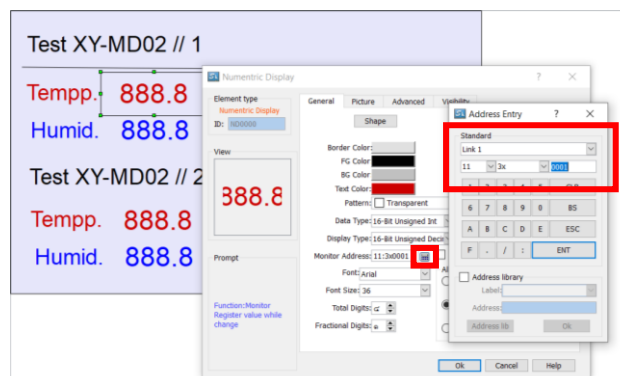 Test XY-MD02 // 1
Tempp. 888.8
Humid. 888.8
Test XY-MD02 // 2
Tempp. 888.8
Humid. 888.8
Numentric Display
Element type
Numentric Display
ID: ND0000
View
888.8
Prompt
Function:Monitor
Register value while
change
General Picture Advanced Visibility
Shape
Border Color:
FG Color
BG Color
Text Color:
Pattern: Transparent
Data Type: 16-Bit Unsigned Int
Display Type: 16-Bit Unsigned Deci
Monitor Address: 11:3x0001
Font: Arial
Font Size: 36
Total Digits:
Fractional Digits:
Ok Cancel Help
Address Entry ? ×
Standard
Link 1
11 3x 0001
6 7 8 9 0 BS
A B C D E ESC
F . / : ENT
Address library
Label:
Address:
Address lib Ok